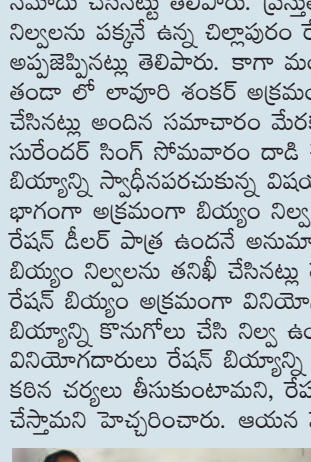 నమోదు చేసినట్టు తెలిపారు.
నిల్వలను పక్కనే ఉన్న చిల్లాపురం
అప్పజెప్పినట్లు తెలిపారు. కాగా
తండా లో లావూరి శంకర్ అక్రమం
చేసినట్లు అందిన సమాచారం మేరక
సురేందర్ సింగ్ సోమవారం దాడి
బియ్యాన్ని స్వాధీనపరచుకున్న విషయ
భాగంగా అక్రమంగా బియ్యం నిల్వ
రేషన్ డీలర్ పాత్ర ఉందనే అనుమా
బియ్యం నిల్వలను తనిఖీ చేసినట్లు
రేషన్ బియ్యం అక్రమంగా వినియో
బియ్యాన్ని కొనుగోలు చేసి నిల్వ ఉం
వినియోగదారులు రేషన్ బియ్యాన్ని
కఠిన చర్యలు తీసుకుంటామని, రేష
చేస్తామని హెచ్చరించారు. ఆయన